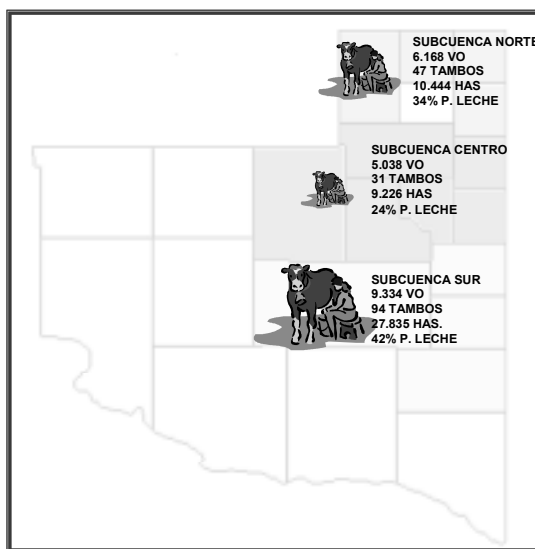 SUBCUENCA NORTE
6.168 VO
47 TAMBOS
10.444 HAS
34% P. LECHE
SUBCUENCA CENTRO
5.038 VO
31 TAMBOS
9.226 HAS
24% P. LECHE
SUBCUENCA SUR
9.334 VO
94 TAMBOS
27.835 HAS.
42% P. LECHE